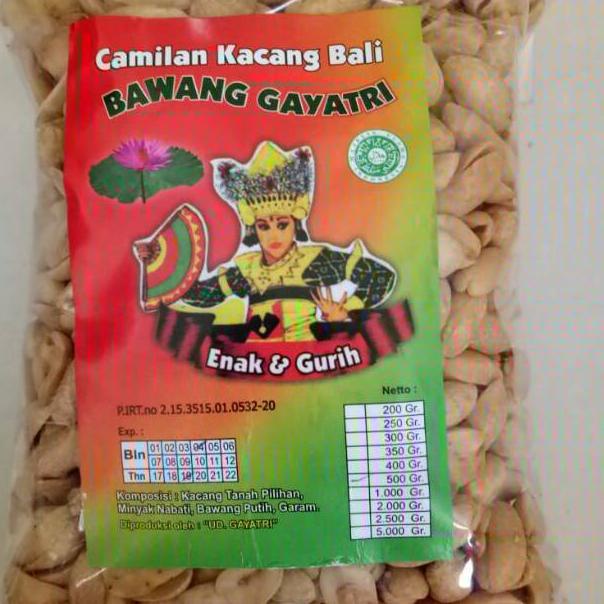 Camilan Kacang Bali
BAWANG GAYATRI
Enak & Gurih
P.IRT.no 2.15.3515.01.0532-20
Exp. :
Bln 01 02 03 04 05 06
07 08 09 10 11 12
Thn 17 18 19 20 21 22
Komposisi : Kacang Tanah Pilihan,
Minyak Nabati, Bawang Putih, Garam.
Diproduksi oleh : "UD. GAYATRI"
Netto :
200 Gr.
250 Gr.
300 Gr.
350 Gr.
400 Gr.
500 Gr.
1.000 Gr.
2.000 Gr.
2.500 Gr.
5.000 Gr.